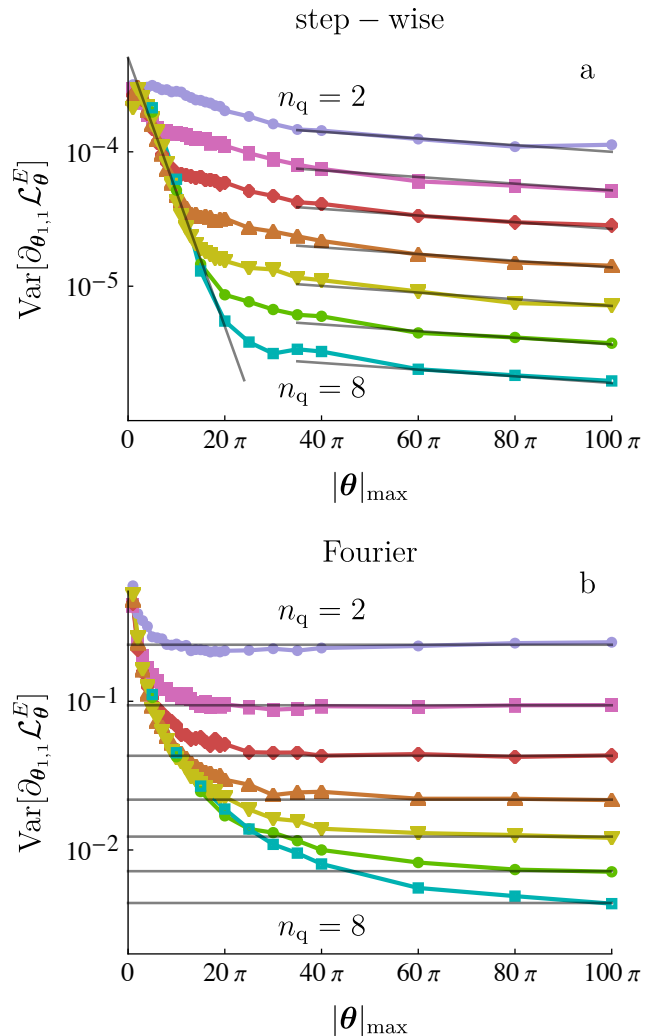 step – wise
a
n_q = 2
10^{-4}
10^{-5}
Var[∂_{θ_{1,1}} ℒ_θ^E]
n_q = 8
0 20 π 40 π 60 π 80 π 100 π
|θ|_max
Fourier
b
n_q = 2
10^{-1}
10^{-2}
Var[∂_{θ_{1,1}} ℒ_θ^E]
n_q = 8
0 20 π 40 π 60 π 80 π 100 π
|θ|_max